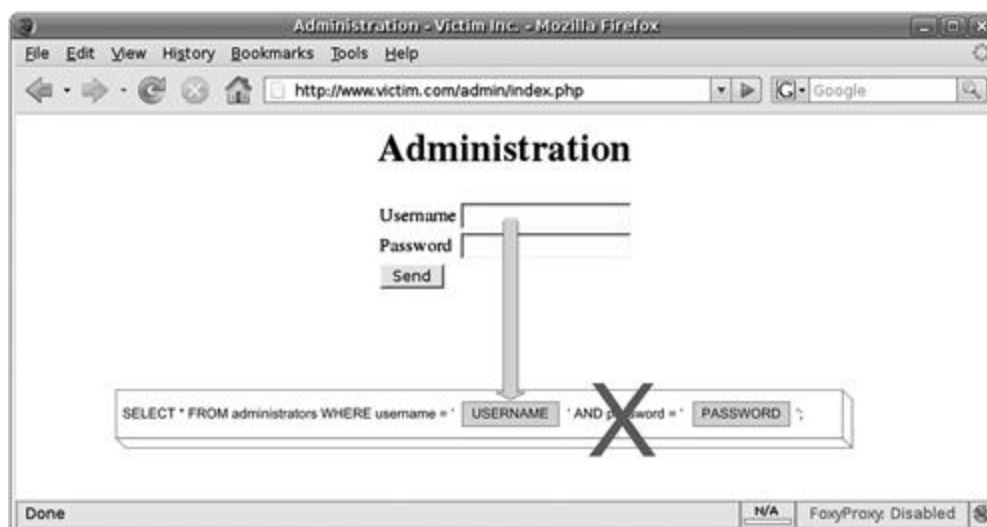 Administration - Victim Inc. - Mozilla Firefox
File Edit View History Bookmarks Tools Help
http://www.victim.com/admin/index.php G Google
Administration
Username
Password
Send
SELECT * FROM administrators WHERE username = ' USERNAME ' AND password = ' PASSWORD ';
X
Done N/A FoxyProxy: Disabled